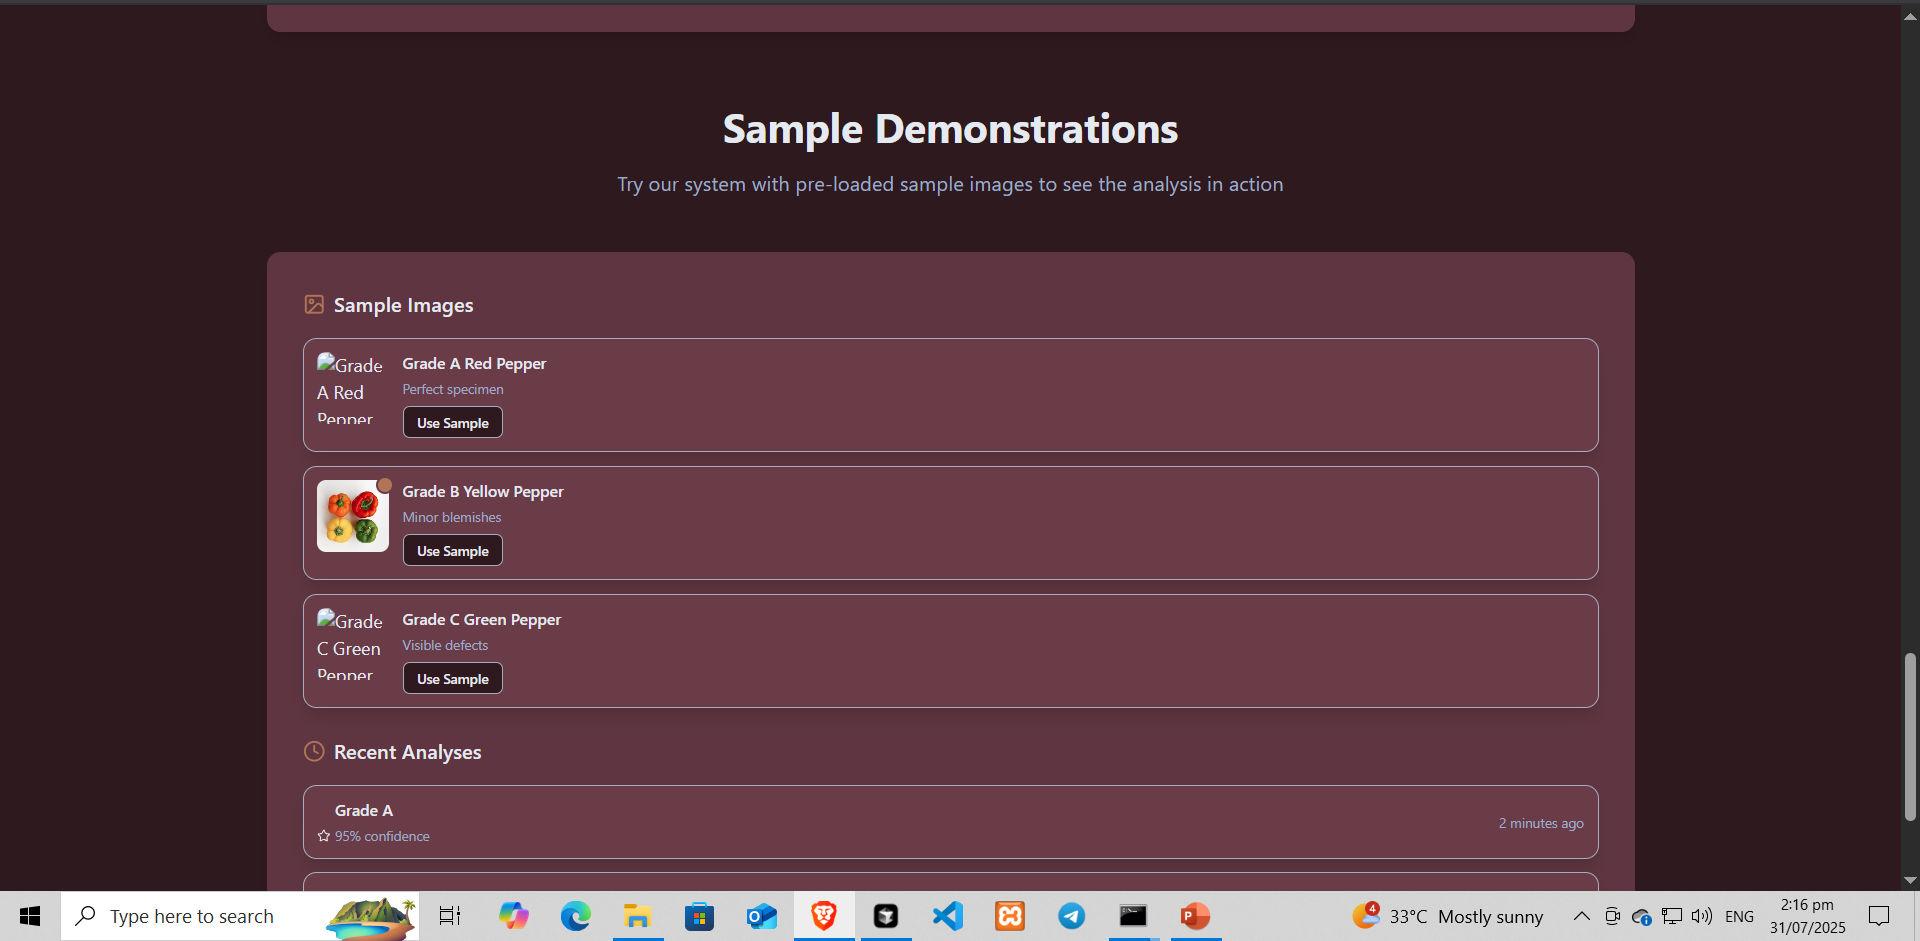 Sample Demonstrations
Try our system with pre-loaded sample images to see the analysis in action
Sample Images
Grade
A Red
Pepper
Grade A Red Pepper
Perfect specimen
Use Sample
Grade B Yellow Pepper
Minor blemishes
Use Sample
Grade
C Green
Pepper
Grade C Green Pepper
Visible defects
Use Sample
Recent Analyses
Grade A
95% confidence
2 minutes ago
Type here to search
4
33°C Mostly sunny
ENG
2:16 pm
31/07/2025